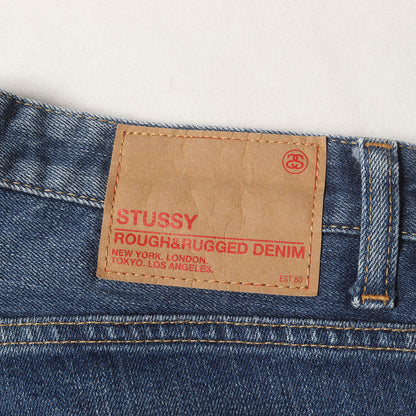 STUSSY
ROUGH&RUGGED DENIM
NEW YORK. LONDON.
TOKYO. LOS ANGELES.
EST 80